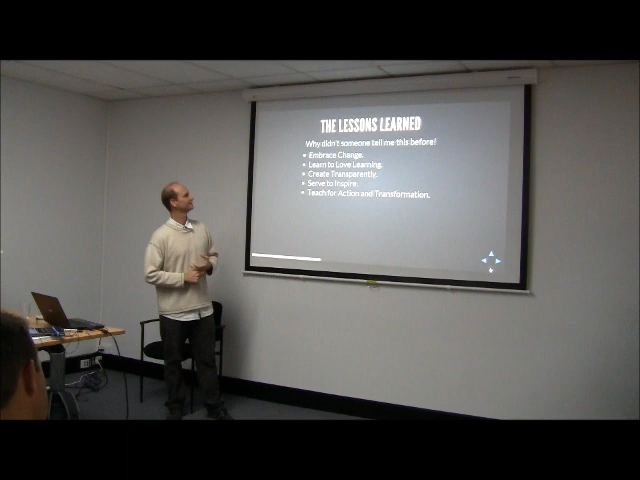 THE LESSONS LEARNED
Why didn't someone tell me this before!
• Embrace Change.
• Learn to Love Learning.
• Create Transparently.
• Serve to Inspire.
• Teach for Action and Transformation.